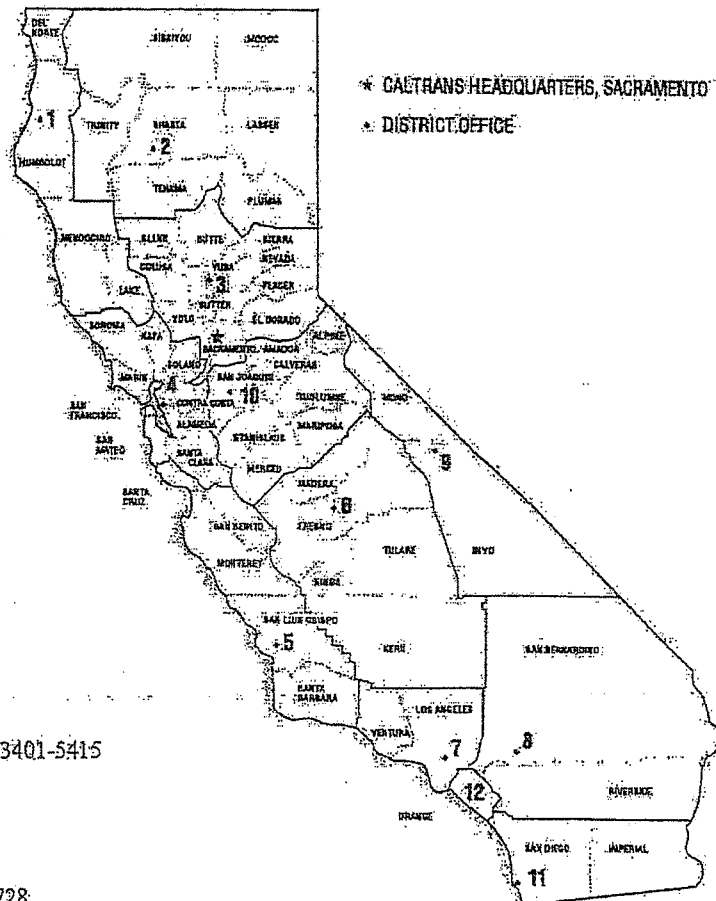 DEL
NORTE
SISKIYOU
MODOC
★ CALTRANS HEADQUARTERS, SACRAMENTO
1
TRINITY
SHASTA
LASSEN
2
DISTRICT OFFICE
HUMBOLDT
TEHAMA
PLUMAS
MENDOCINO
GLENN
BUTTE
SIERRA
NEVADA
COLUSA
YUBA
PLACER
LAKE
3
SUTTER
SONOMA
NAPA
YOLO
EL DORADO
SACRAMENTO
AMADOR
ALPINE
SOLANO
CALVERAS
MARIN
4
SAN JOAQUIN
10
TUOLUMNE
MONO
SAN
FRANCISCO
CONTRA COSTA
ALAMEDA
STANISLAUS
MARIPOSA
SAN
MATEO
SANTA
CLARA
MERCED
9
SANTA
CRUZ
MADERA
6
SAN BENITO
FRESNO
MONTEREY
TULARE
INYO
KINGS
SAN LUIS OBISPO
5
KERN
SAN BERNARDINO
SANTA
BARBARA
LOS ANGELES
VENTURA
3401-5415
7
8
12
RIVERSIDE
ORANGE
SAN DIEGO
IMPERIAL
11
728